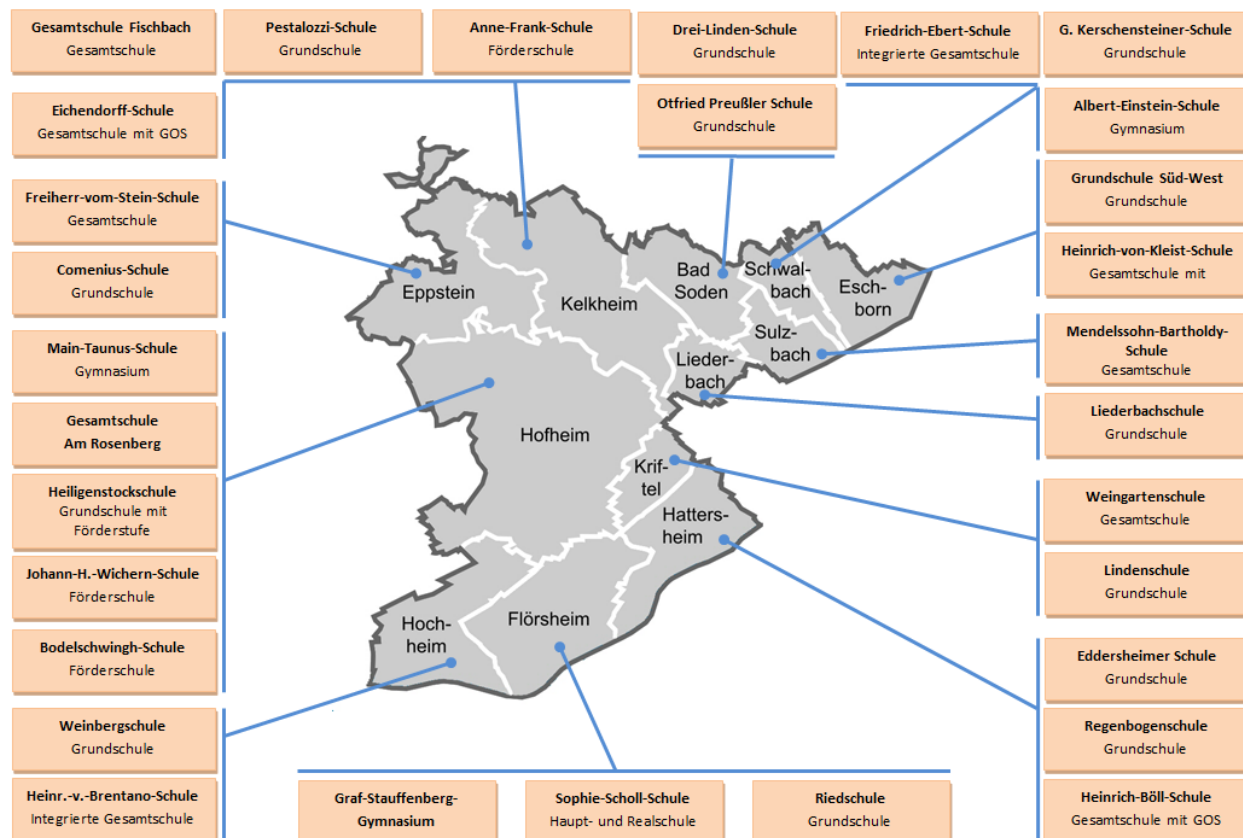 Gesamtschule Fischbach
Gesamtschule
Pestalozzi-Schule
Grundschule
Anne-Frank-Schule
Förderschule
Drei-Linden-Schule
Grundschule
Friedrich-Ebert-Schule
Integrierte Gesamtschule
G. Kerschensteiner-Schule
Grundschule
Eichendorff-Schule
Gesamtschule mit GOS
Otfried Preußler Schule
Grundschule
Albert-Einstein-Schule
Gymnasium
Freiherr-vom-Stein-Schule
Gesamtschule
Grundschule Süd-West
Grundschule
Comenius-Schule
Grundschule
Heinrich-von-Kleist-Schule
Gesamtschule mit
Main-Taunus-Schule
Gymnasium
Mendelssohn-Bartholdy-
Schule
Gesamtschule
Gesamtschule
Am Rosenberg
Liederbachschule
Grundschule
Heiligenstockschule
Grundschule mit
Förderstufe
Weingartenschule
Gesamtschule
Johann-H.-Wichern-Schule
Förderschule
Lindenschule
Grundschule
Bodelschwingh-Schule
Förderschule
Eddersheimer Schule
Grundschule
Weinbergschule
Grundschule
Regenbogenschule
Grundschule
Heinr.-v.-Brentano-Schule
Integrierte Gesamtschule
Graf-Stauffenberg-
Gymnasium
Sophie-Scholl-Schule
Haupt- und Realschule
Riedschule
Grundschule
Heinrich-Böll-Schule
Gesamtschule mit GOS
Eppstein
Kelkheim
Bad
Soden
Schwal-
bach
Esch-
born
Sulz-
bach
Lieder-
bach
Hofheim
Krif-
tel
Hatters-
heim
Hoch-
heim
Flörsheim